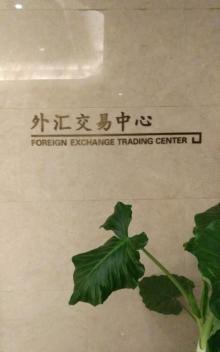 外汇交易中心
FOREIGN EXCHANGE TRADING CENTER